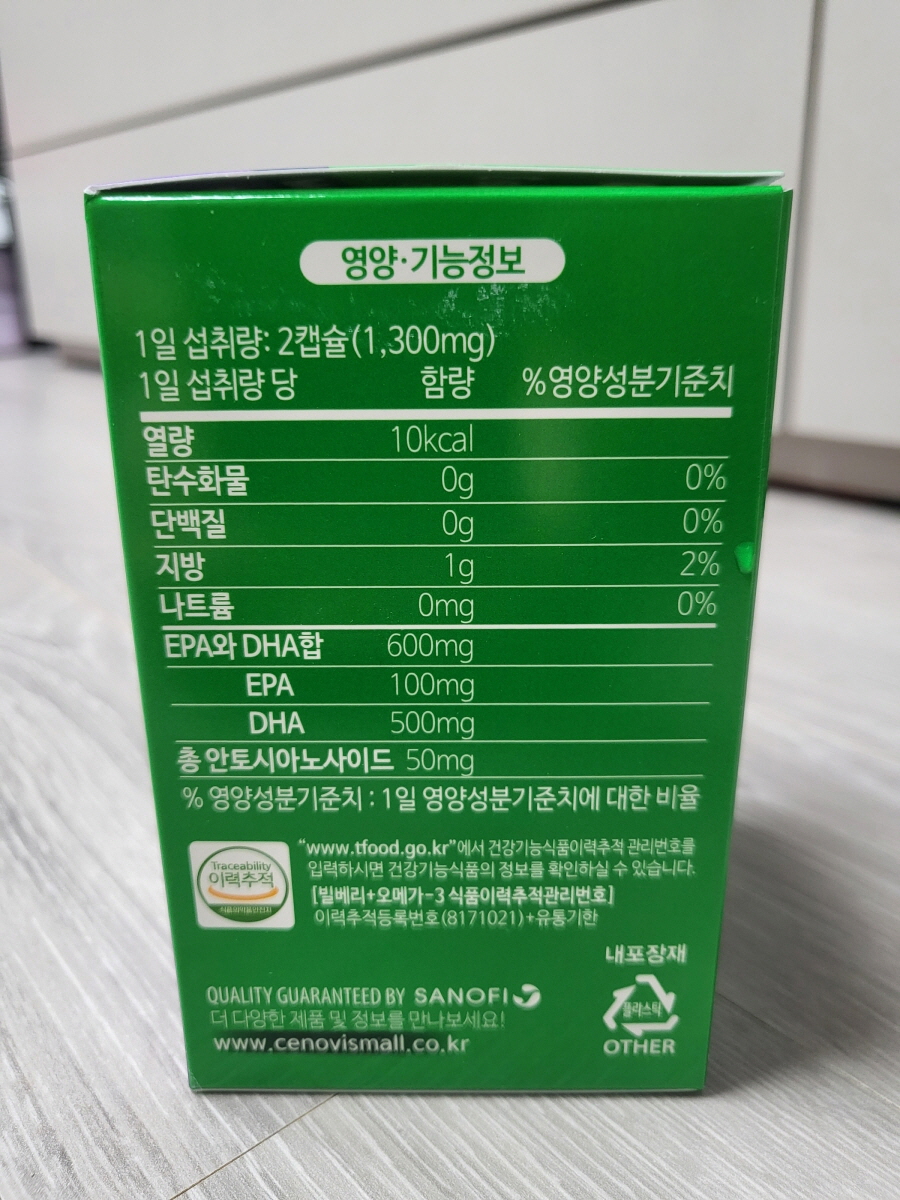 영양·기능정보
1일 섭취량: 2캡슐(1,300mg)
1일 섭취량 당 함량 %영양성분기준치
열량 10kcal
탄수화물 0g 0%
단백질 0g 0%
지방 1g 2%
나트륨 0mg 0%
EPA와 DHA합 600mg
EPA 100mg
DHA 500mg
총 안토시아노사이드 50mg
% 영양성분기준치 : 1일 영양성분기준치에 대한 비율
Traceability
이력추적
식품의약품안전처
"www.tfood.go.kr"에서 건강기능식품이력추적 관리번호를
입력하시면 건강기능식품의 정보를 확인하실 수 있습니다.
[빌베리+오메가-3 식품이력추적관리번호]
이력추적등록번호(8171021)+유통기한
내포장재
플라스틱
OTHER
QUALITY GUARANTEED BY SANOFI
더 다양한 제품 및 정보를 만나보세요!
www.cenovismall.co.kr